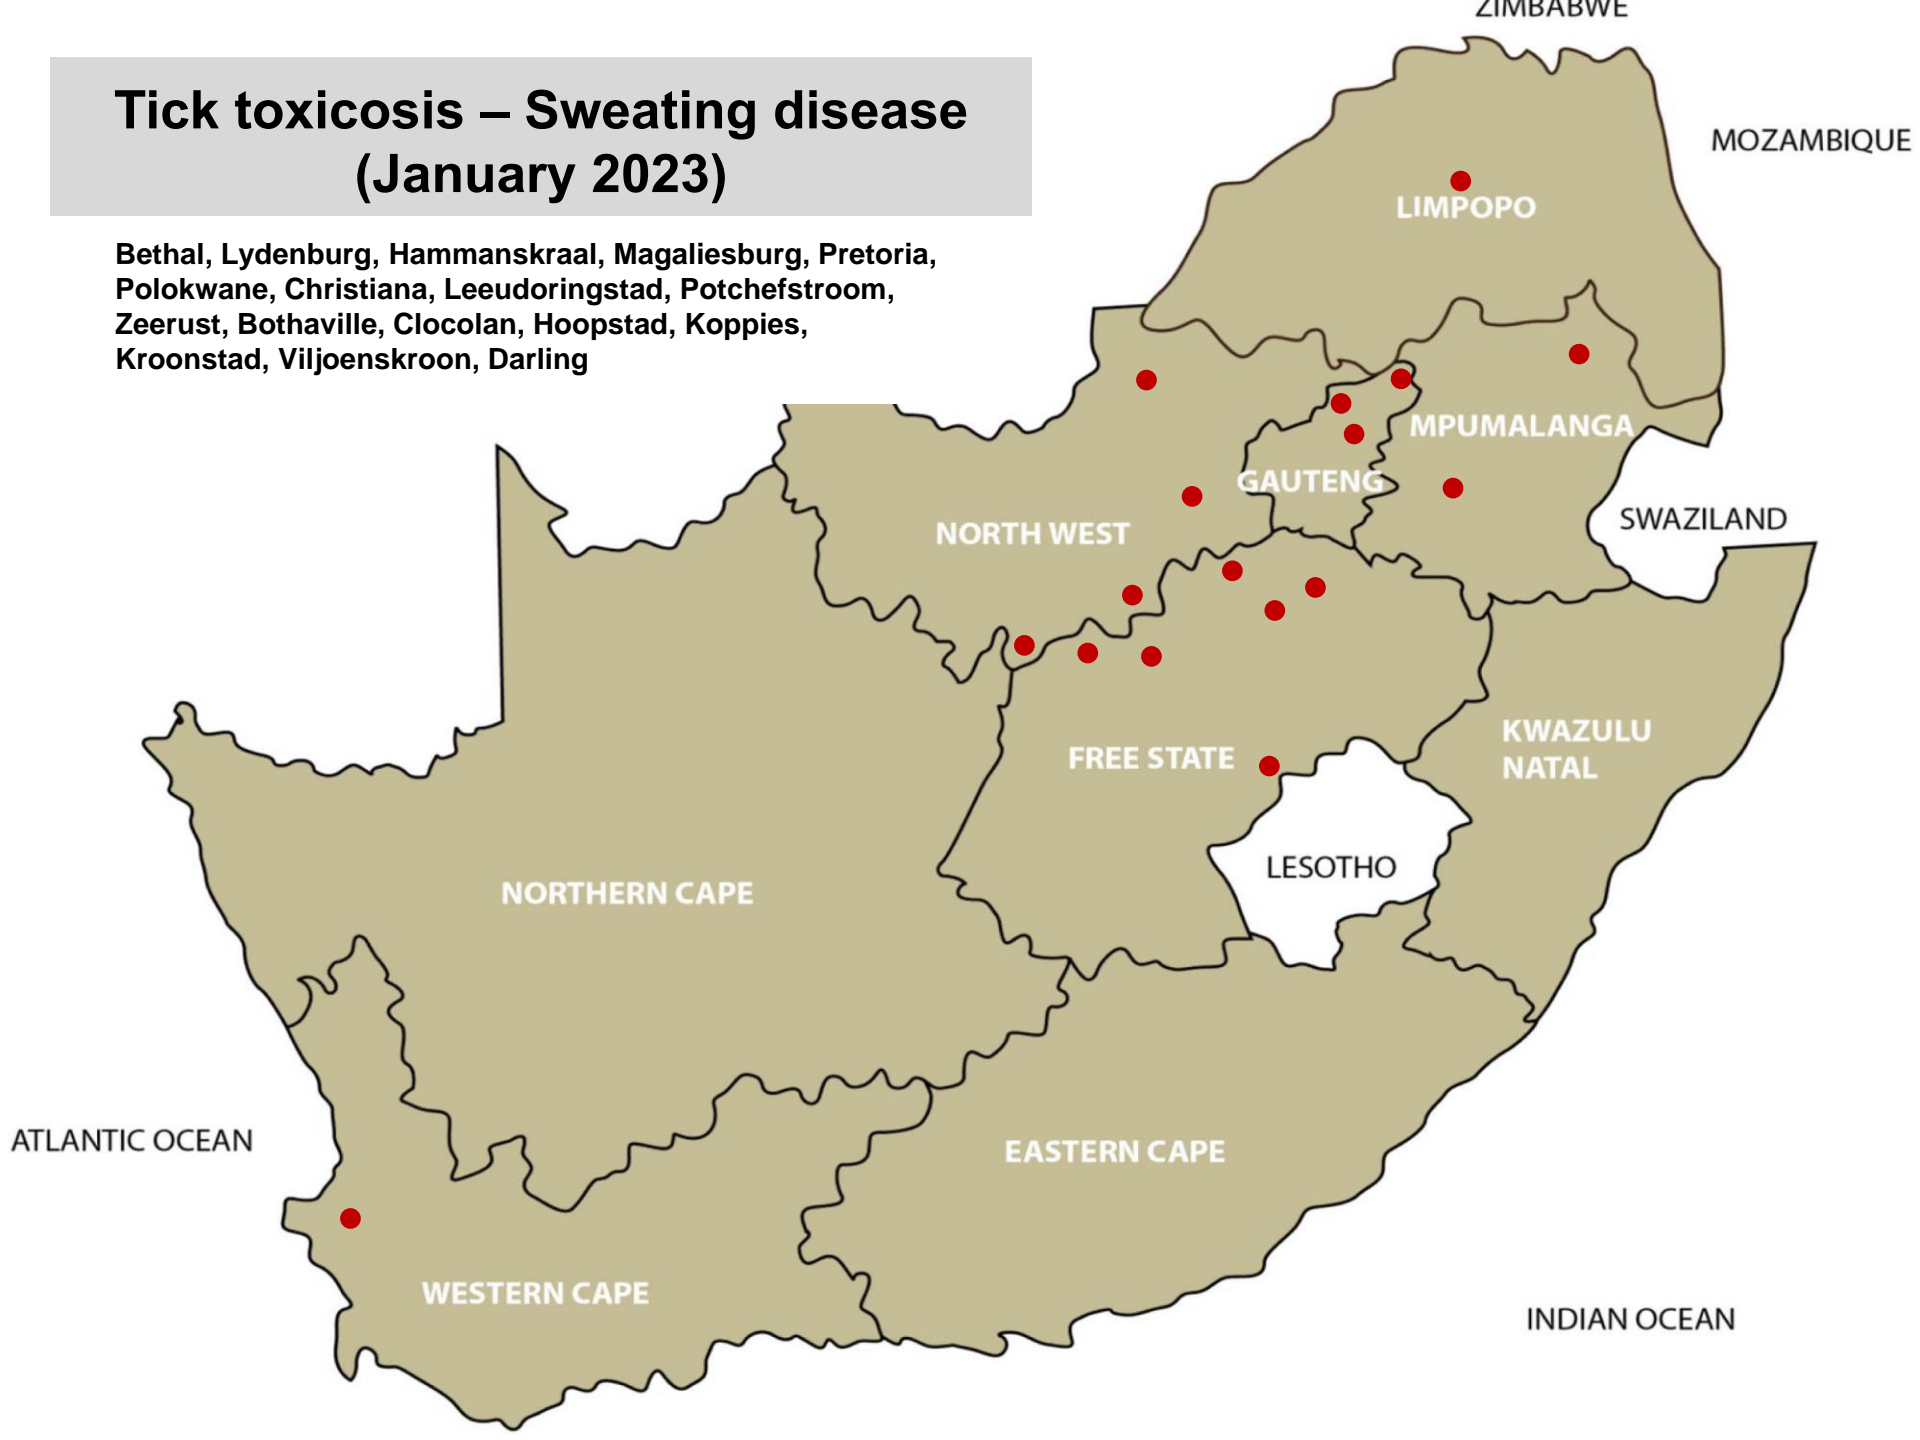 ZIMBABWE
Tick toxicosis – Sweating disease
(January 2023)
MOZAMBIQUE
LIMPOPO
Bethal, Lydenburg, Hammanskraal, Magaliesburg, Pretoria,
Polokwane, Christiana, Leeudoringstad, Potchefstroom,
Zeerust, Bothaville, Clocolan, Hoopstad, Koppies,
Kroonstad, Viljoenskroon, Darling
MPUMALANGA
GAUTENG
SWAZILAND
NORTH WEST
KWAZULU
NATAL
FREE STATE
LESOTHO
NORTHERN CAPE
ATLANTIC OCEAN
EASTERN CAPE
WESTERN CAPE
INDIAN OCEAN